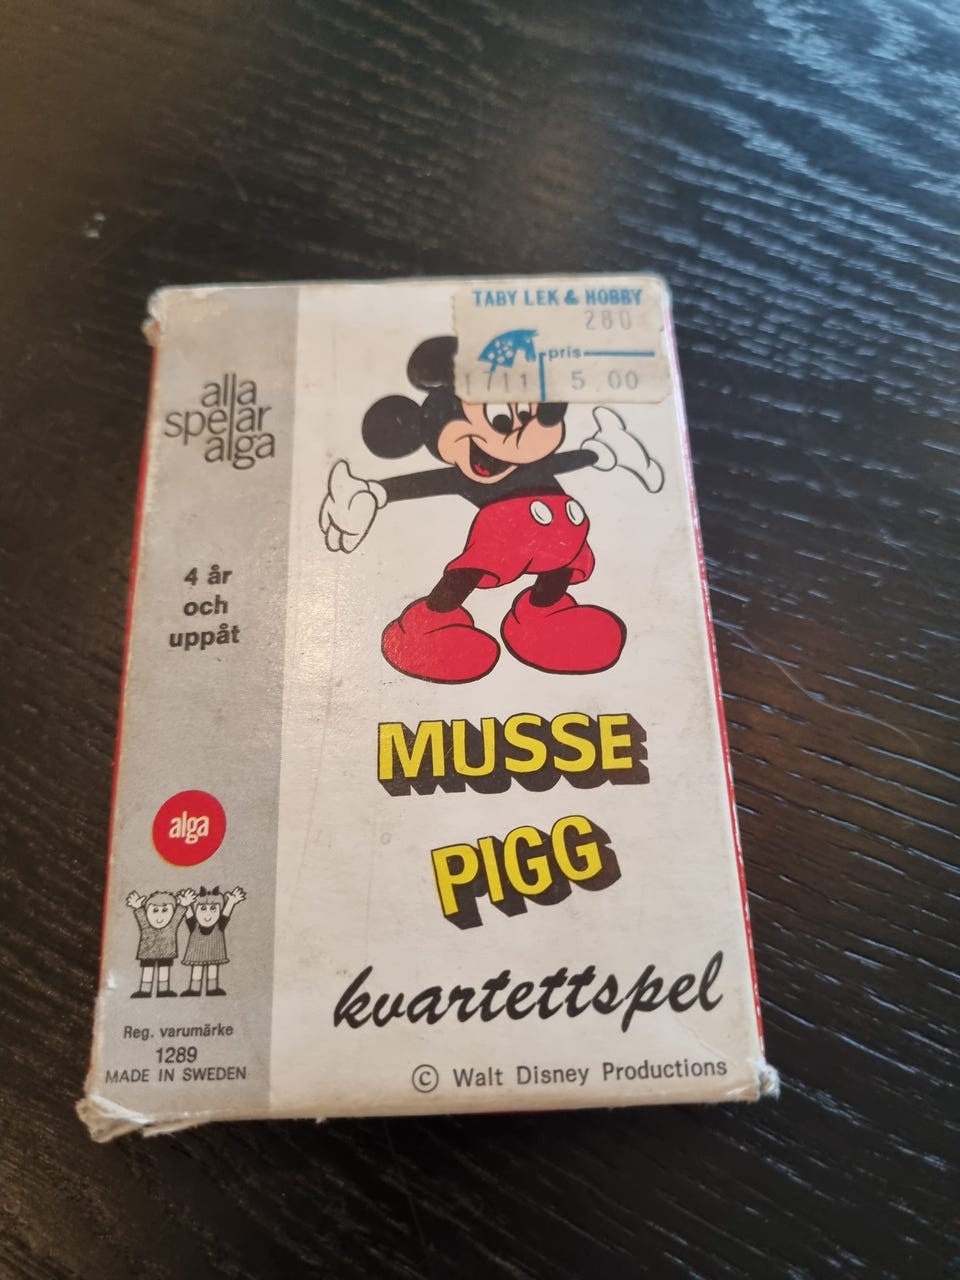 TABY LEK & HOBBY
280
pris
1711 5.00
alla
spelar
alga
4 år
och
uppåt
alga
MUSSE
PIGG
kvartettspel
Reg. varumärke
1289
MADE IN SWEDEN
© Walt Disney Productions